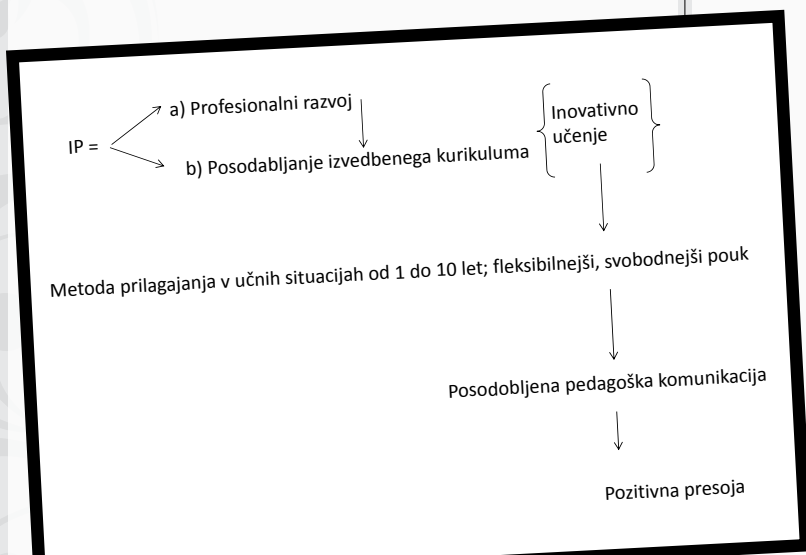 a) Profesionalni razvoj
IP =
b) Posodabljanje izvedbenega kurikuluma
Inovativno
učenje
Metoda prilagajanja v učnih situacijah od 1 do 10 let; fleksibilnejši, svobodnejši pouk
Posodobljena pedagoška komunikacija
Pozitivna presoja